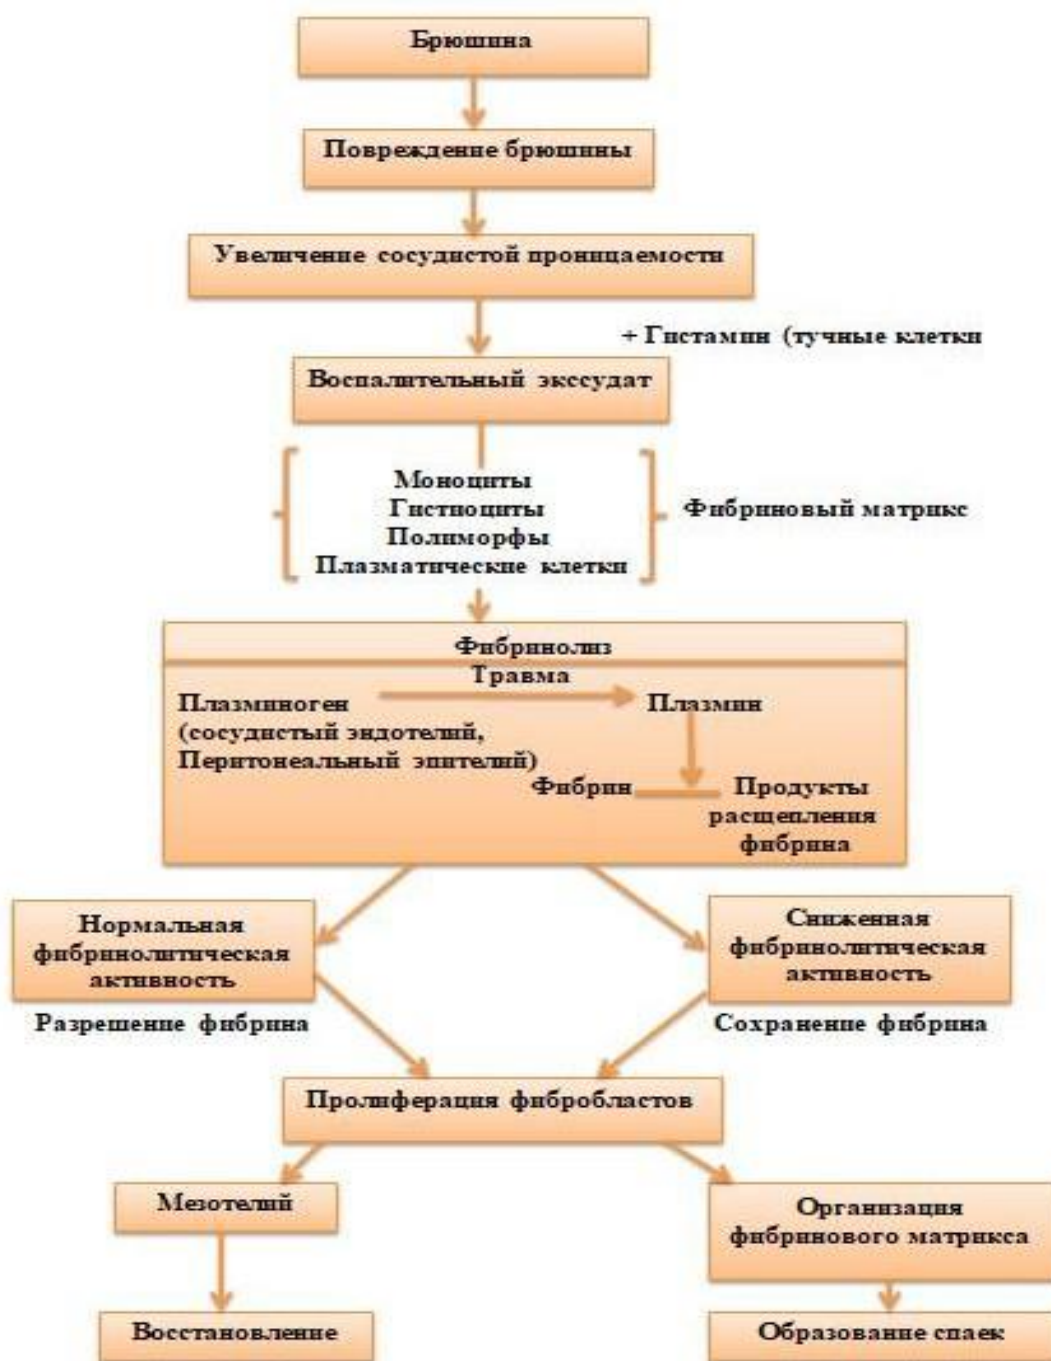 Брюшина
Повреждение брюшины
Увеличение сосудистой проницаемости
+ Гистамин (тучные клетки
Воспалительный экссудат
Моноциты
Гистиоциты
Полиморфы
Плазматические клетки
Фибриновый матрикс
Фибринолиз
Травма
Плазминоген
Плазмин
(сосудистый эндотелий,
Перитонеальный эпителий)
Фибрин
Продукты
расщепления
фибрина
Нормальная
фибринолитическая
активность
Сниженная
фибринолитическая
активность
Разрешение фибрина
Сохранение фибрина
Пролиферация фибробластов
Мезотелий
Организация
фибринового матрикса
Восстановление
Образование спаек